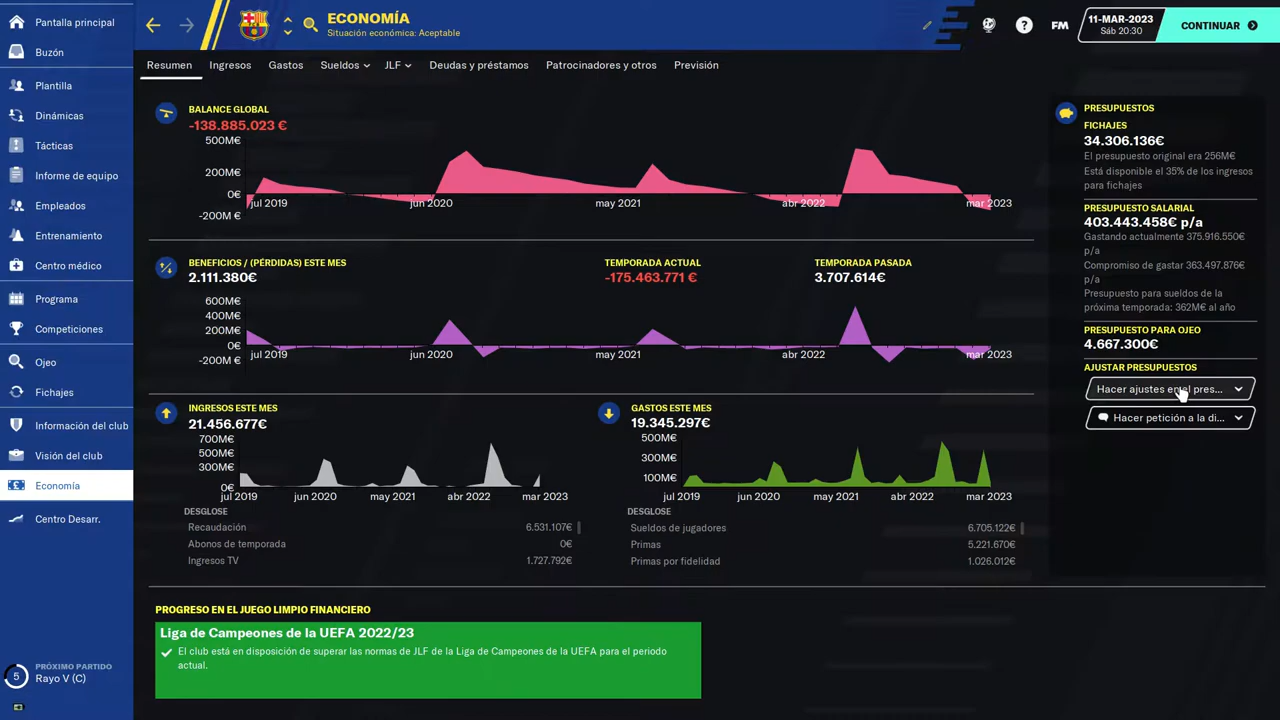 Pantalla principal
Buzón
Plantilla
Dinámicas
Tácticas
Informe de equipo
Empleados
Entrenamiento
Centro médico
Programa
Competiciones
Ojeo
Fichajes
Información del club
Visión del club
Economía
Centro Desarr.
PRÓXIMO PARTIDO
5
Rayo V (C)
ECONOMÍA
Situación económica: Aceptable
?
FM
11-MAR-2023
Sáb 20:30
CONTINUAR
Resumen
Ingresos
Gastos
Sueldos
JLF
Deudas y préstamos
Patrocinadores y otros
Previsión
BALANCE GLOBAL
-138.885.023 €
500M€
200M€
0€
-200M €
jul 2019
jun 2020
may 2021
abr 2022
mar 2023
BENEFICIOS / (PÉRDIDAS) ESTE MES
2.111.380€
TEMPORADA ACTUAL
-175.463.771 €
TEMPORADA PASADA
3.707.614€
600M€
400M€
200M€
0€
-200M €
jul 2019
jun 2020
may 2021
abr 2022
mar 2023
INGRESOS ESTE MES
21.456.677€
700M€
500M€
300M€
0€
jul 2019
jun 2020
may 2021
abr 2022
mar 2023
DESGLOSE
Recaudación
6.531.107€
Abonos de temporada
0€
Ingresos TV
1.727.792€
GASTOS ESTE MES
19.345.297€
500M€
300M€
100M€
jul 2019
jun 2020
may 2021
abr 2022
mar 2023
DESGLOSE
Sueldos de jugadores
6.705.122€
Primas
5.221.670€
Primas por fidelidad
1.026.012€
PROGRESO EN EL JUEGO LIMPIO FINANCIERO
Liga de Campeones de la UEFA 2022/23
El club está en disposición de superar las normas de JLF de la Liga de Campeones de la UEFA para el periodo
actual.
PRESUPUESTOS
FICHAJES
34.306.136€
El presupuesto original era 256M€
Está disponible el 35% de los ingresos
para fichajes
PRESUPUESTO SALARIAL
403.443.458€ p/a
Gastando actualmente 375.916.550€
p/a
Compromiso de gastar 363.497.876€
p/a
Presupuesto para sueldos de la
próxima temporada: 362M€ al año
PRESUPUESTO PARA OJEO
4.667.300€
AJUSTAR PRESUPUESTOS
Hacer ajustes en el pres...
Hacer petición a la di...